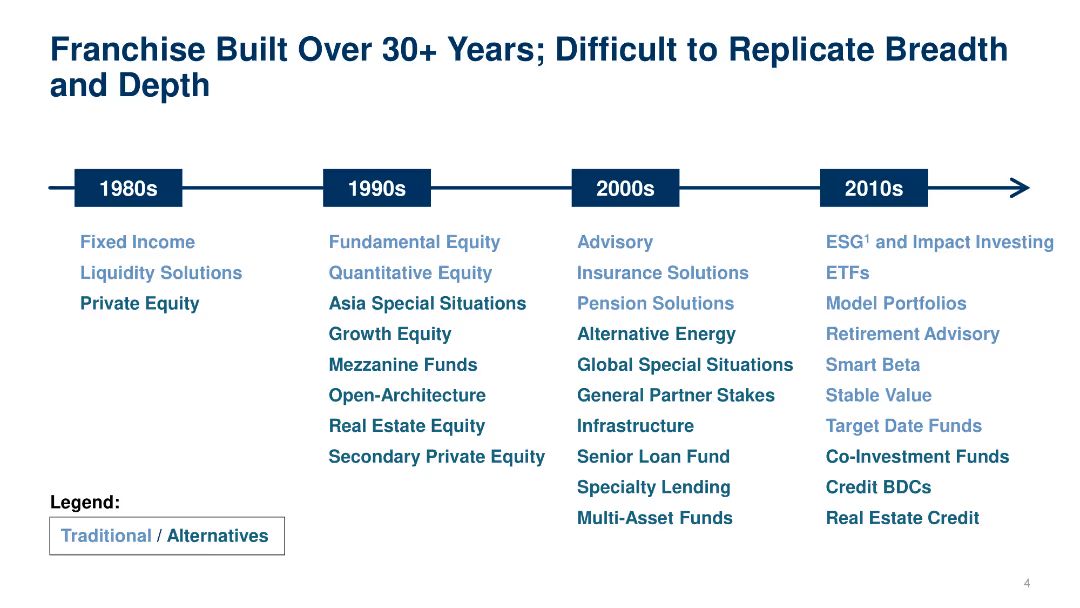 Franchise Built Over 30+ Years; Difficult to Replicate Breadth
and Depth
1980s
Fixed Income
Liquidity Solutions
Private Equity
1990s
Fundamental Equity
Quantitative Equity
Asia Special Situations
Growth Equity
Mezzanine Funds
Open-Architecture
Real Estate Equity
Secondary Private Equity
2000s
Advisory
Insurance Solutions
Pension Solutions
Alternative Energy
Global Special Situations
General Partner Stakes
Infrastructure
Senior Loan Fund
Specialty Lending
Multi-Asset Funds
2010s
ESG¹ and Impact Investing
ETFs
Model Portfolios
Retirement Advisory
Smart Beta
Stable Value
Target Date Funds
Co-Investment Funds
Credit BDCs
Real Estate Credit
Legend:
Traditional / Alternatives
4